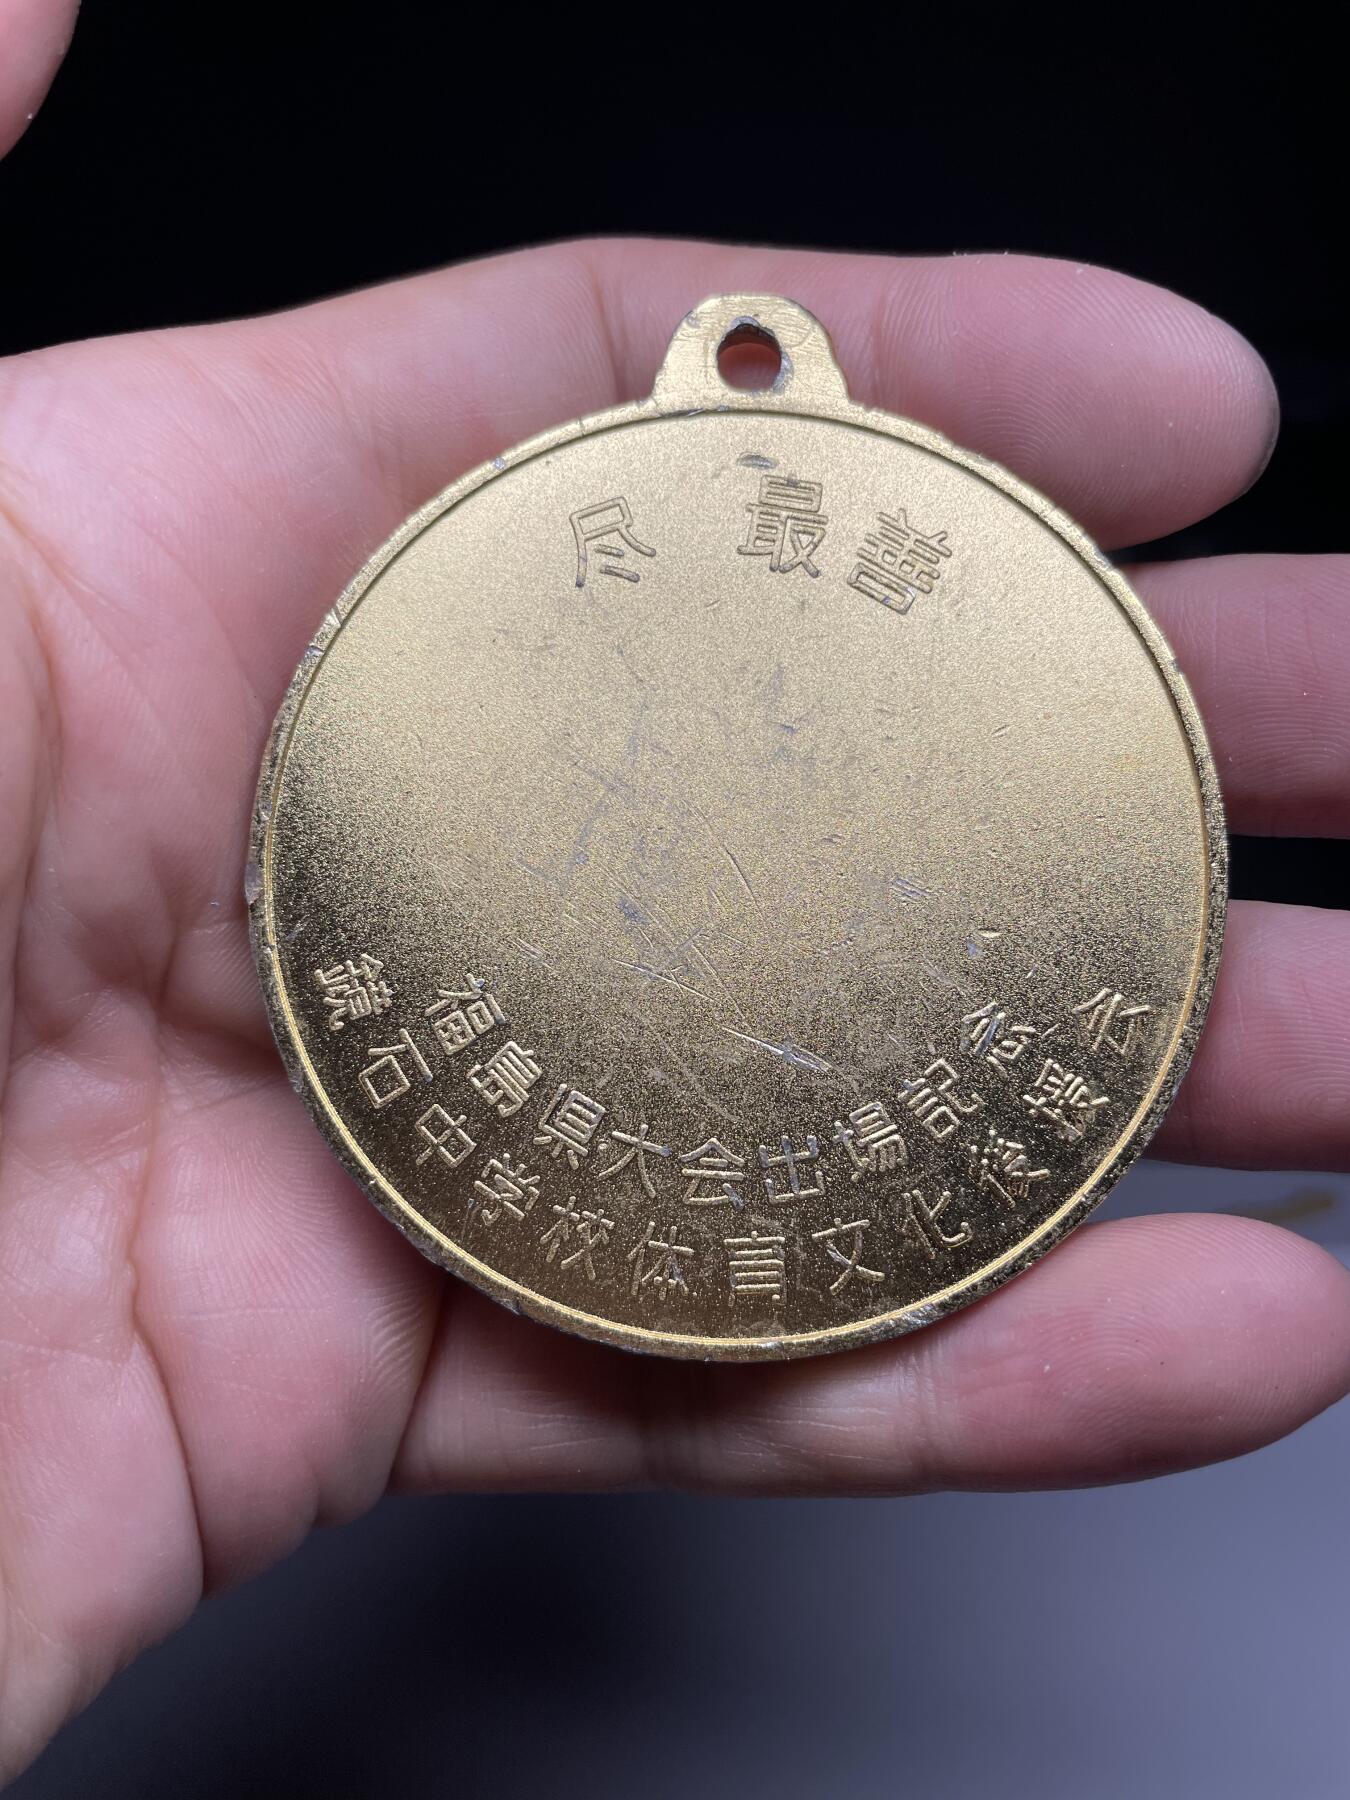 尽 最善
福島県大会出場記念
鏡石中学校体育文化後援会